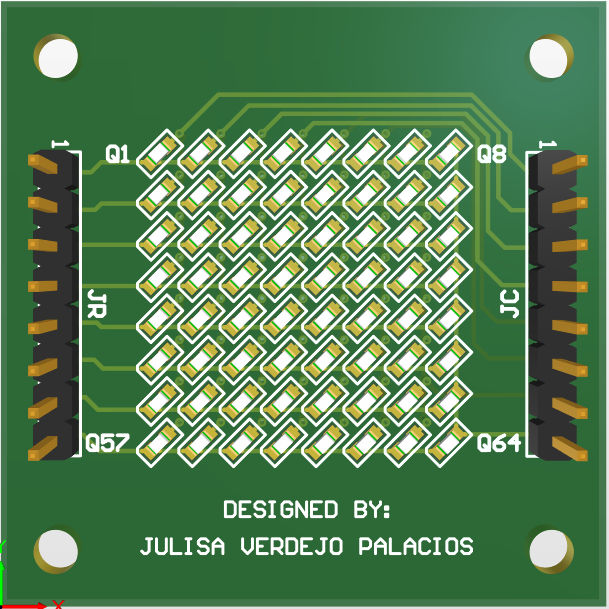 1 1
Q1 Q8
JR JC
Q57 Q64
DESIGNED BY:
JULISA VERDEJO PALACIOS
X